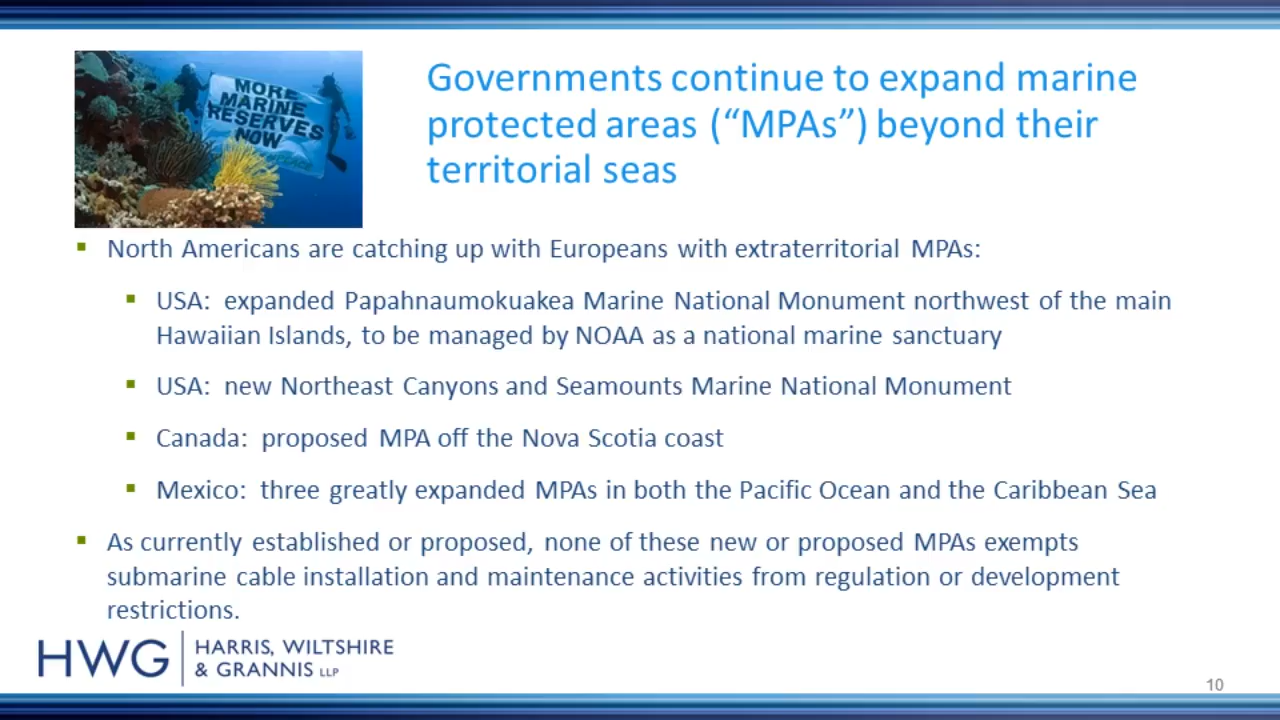 MORE
MARINE
RESERVES
NOW
Governments continue to expand marine
protected areas (“MPAs”) beyond their
territorial seas
▪ North Americans are catching up with Europeans with extraterritorial MPAs:
▪ USA: expanded Papahnaumokuakea Marine National Monument northwest of the main
Hawaiian Islands, to be managed by NOAA as a national marine sanctuary
▪ USA: new Northeast Canyons and Seamounts Marine National Monument
▪ Canada: proposed MPA off the Nova Scotia coast
▪ Mexico: three greatly expanded MPAs in both the Pacific Ocean and the Caribbean Sea
▪ As currently established or proposed, none of these new or proposed MPAs exempts
submarine cable installation and maintenance activities from regulation or development
restrictions.
HWG
HARRIS, WILTSHIRE
& GRANNIS LLP
10